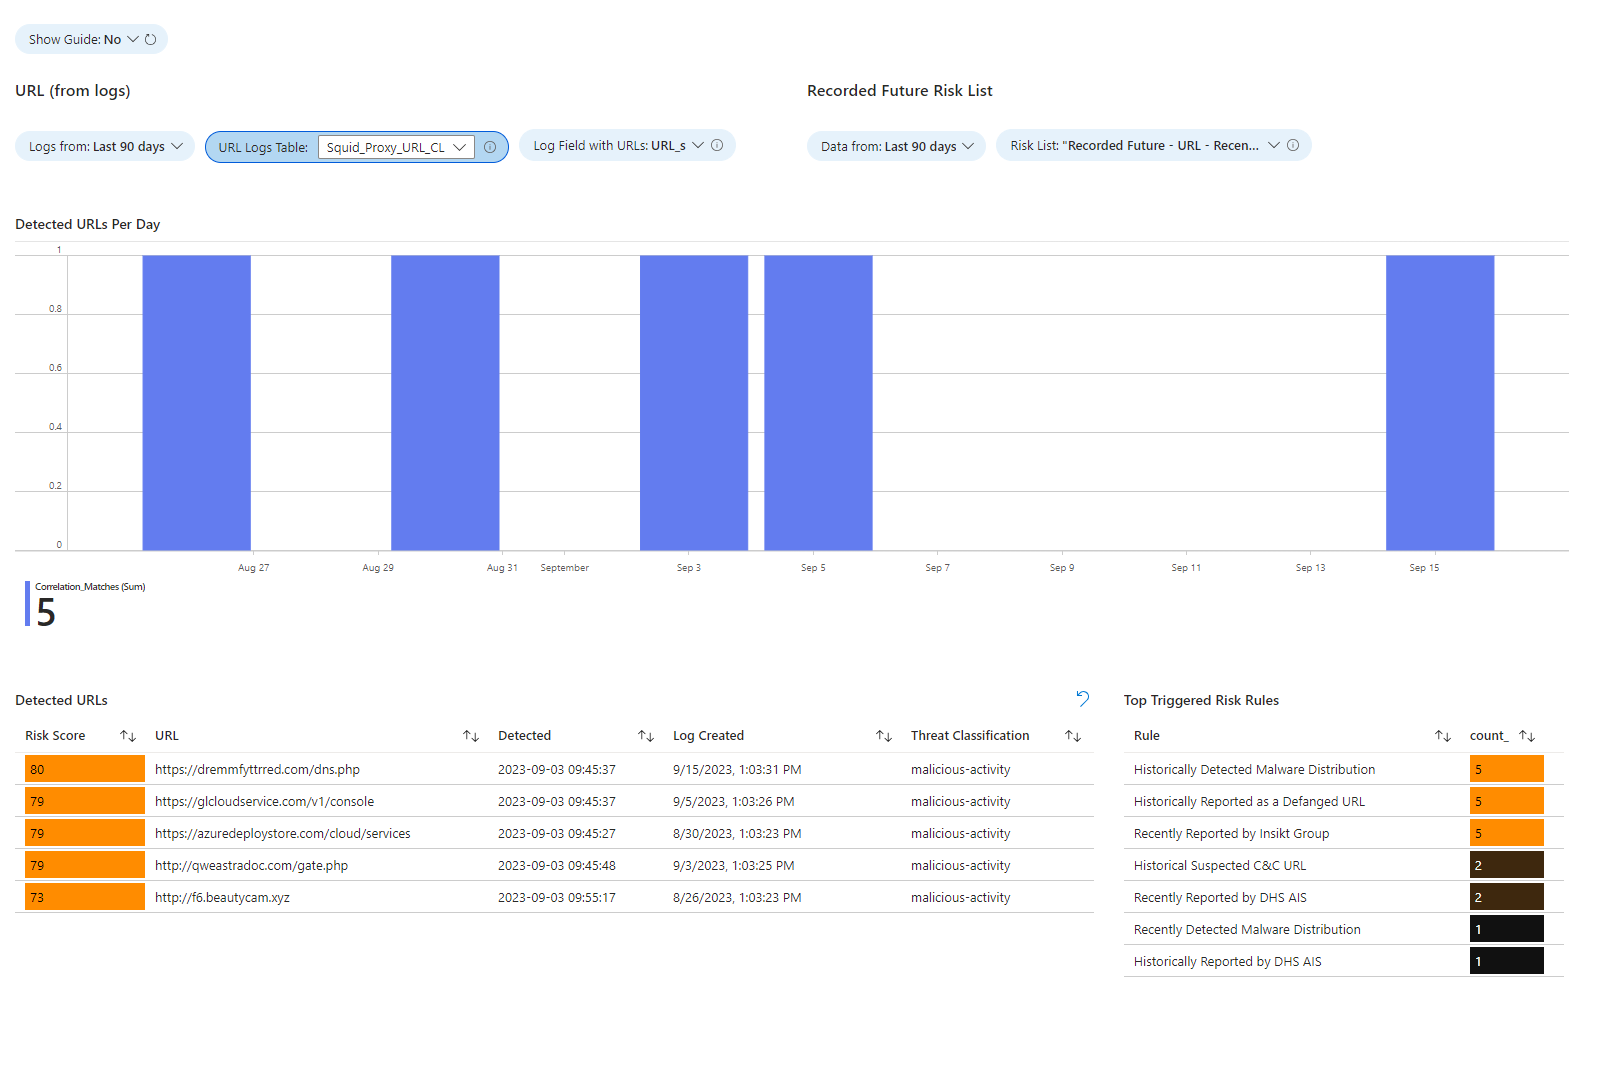 Show Guide: No
URL (from logs)
Recorded Future Risk List
Logs from: Last 90 days
URL Logs Table: Squid_Proxy_URL_CL
Log Field with URLs: URL_s
Data from: Last 90 days
Risk List: "Recorded Future - URL - Recen...
Detected URLs Per Day
1
0.8
0.6
0.4
0.2
0
Aug 27 Aug 29 Aug 31 September Sep 3 Sep 5 Sep 7 Sep 9 Sep 11 Sep 13 Sep 15
Correlation_Matches (Sum)
5
Detected URLs
Risk Score URL Detected Log Created Threat Classification
80 https://dremmfyttrred.com/dns.php 2023-09-03 09:45:37 9/15/2023, 1:03:31 PM malicious-activity
79 https://glcloudservice.com/v1/console 2023-09-03 09:45:37 9/5/2023, 1:03:26 PM malicious-activity
79 https://azuredeploystore.com/cloud/services 2023-09-03 09:45:27 8/30/2023, 1:03:23 PM malicious-activity
79 http://qweastradoc.com/gate.php 2023-09-03 09:45:48 9/3/2023, 1:03:25 PM malicious-activity
73 http://f6.beautycam.xyz 2023-09-03 09:55:17 8/26/2023, 1:03:23 PM malicious-activity
Top Triggered Risk Rules
Rule count_
Historically Detected Malware Distribution 5
Historically Reported as a Defanged URL 5
Recently Reported by Insikt Group 5
Historical Suspected C&C URL 2
Recently Reported by DHS AIS 2
Recently Detected Malware Distribution 1
Historically Reported by DHS AIS 1